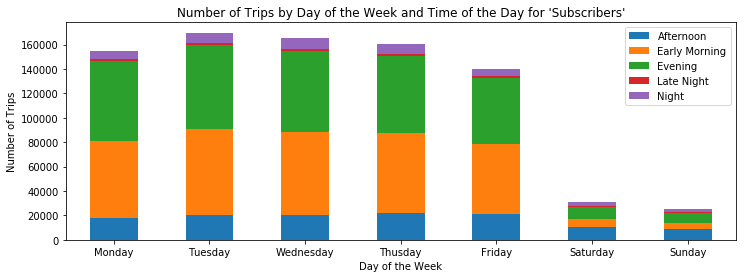 Number of Trips by Day of the Week and Time of the Day for 'Subscribers'
Number of Trips
160000
140000
120000
100000
80000
60000
40000
20000
0
Afternoon
Early Morning
Evening
Late Night
Night
Monday
Tuesday
Wednesday
Thusday
Friday
Saturday
Sunday
Day of the Week